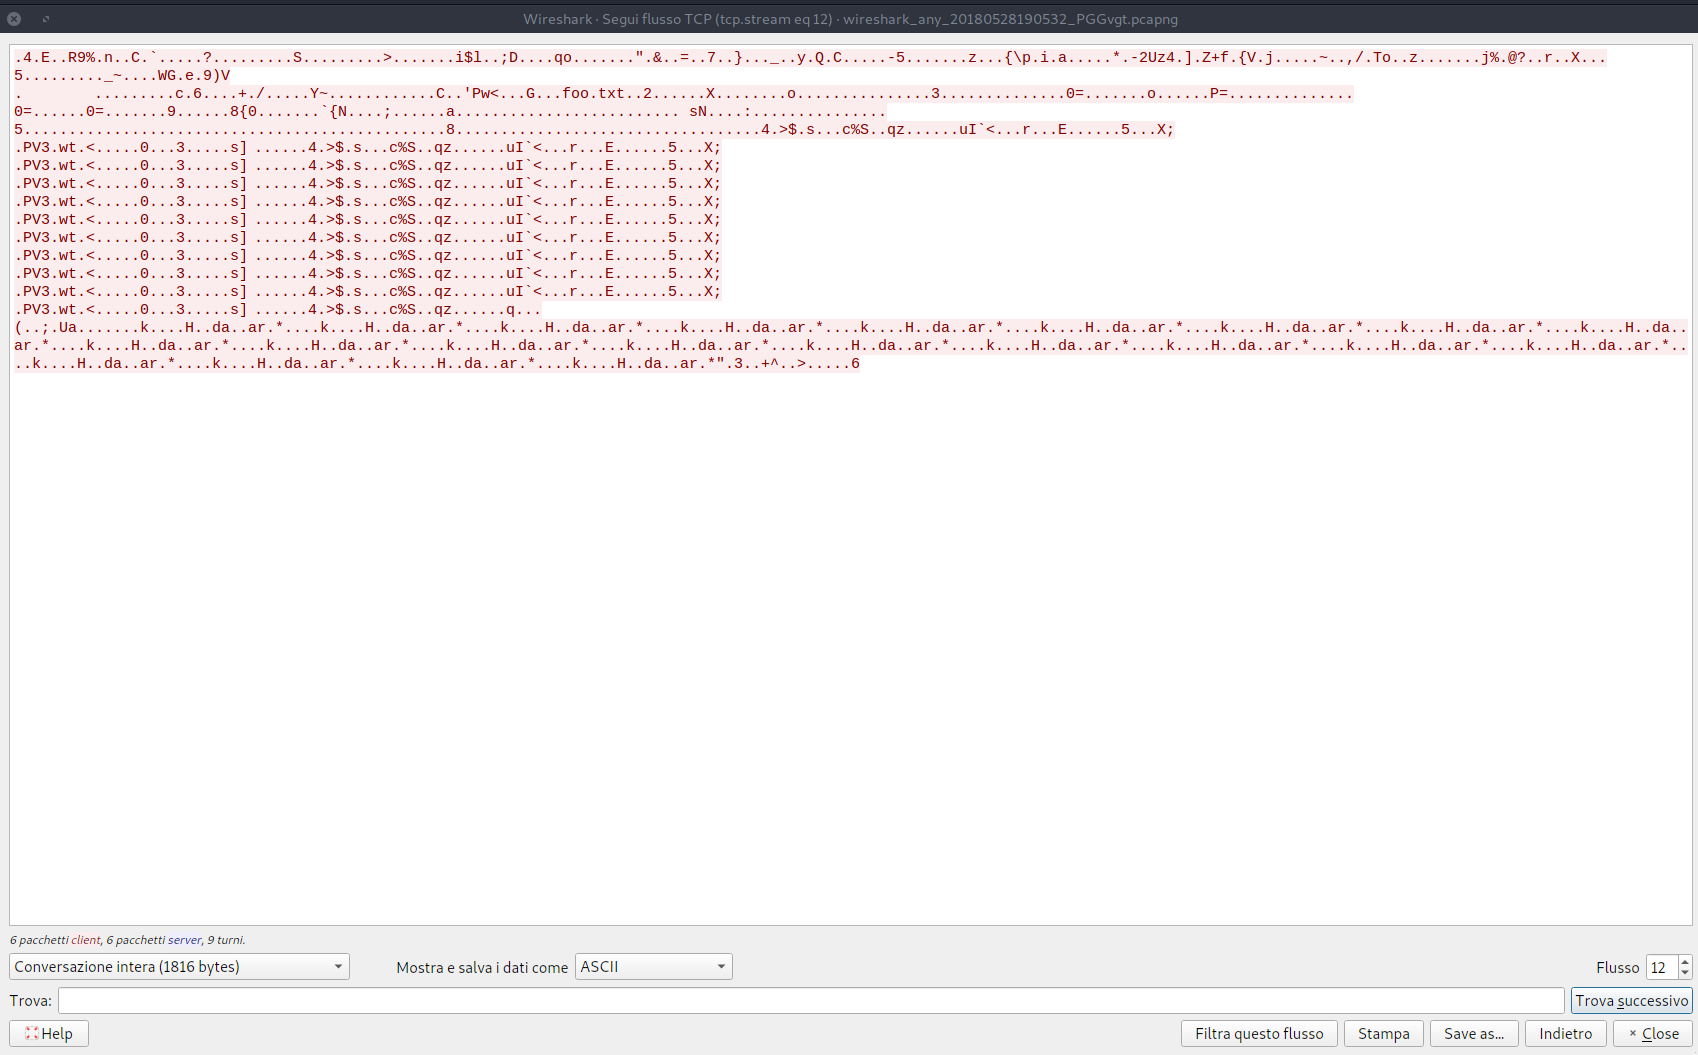 Wireshark · Segui flusso TCP (tcp.stream eq 12) · wireshark_any_20180528190532_PGGvgt.pcapng
.4.E..R9%.n..C.`.....?.........S.........>.......i$l..;D....qo.......".&..=..7..}..._..y.Q.C.....-5.......z...{\p.i.a.....*.-2Uz4.].Z+f.{V.j.....~..,/.To..z.......j%.@?..r..X...
5........._~....WG.e.9)V
. .........c.6....+./.....Y~............C..'Pw<...G...foo.txt..2......X........o...............3..............0=.......o......P=..............
0=......0=.......9......8{0.......`{N....;......a......................... sN....:...............
5...............................................8..................................4.>$.s...c%S..qz......uI`<...r...E......5...X;
.PV3.wt.<.....0...3.....s] ......4.>$.s...c%S..qz......uI`<...r...E......5...X;
.PV3.wt.<.....0...3.....s] ......4.>$.s...c%S..qz......uI`<...r...E......5...X;
.PV3.wt.<.....0...3.....s] ......4.>$.s...c%S..qz......uI`<...r...E......5...X;
.PV3.wt.<.....0...3.....s] ......4.>$.s...c%S..qz......uI`<...r...E......5...X;
.PV3.wt.<.....0...3.....s] ......4.>$.s...c%S..qz......uI`<...r...E......5...X;
.PV3.wt.<.....0...3.....s] ......4.>$.s...c%S..qz......uI`<...r...E......5...X;
.PV3.wt.<.....0...3.....s] ......4.>$.s...c%S..qz......uI`<...r...E......5...X;
.PV3.wt.<.....0...3.....s] ......4.>$.s...c%S..qz......uI`<...r...E......5...X;
.PV3.wt.<.....0...3.....s] ......4.>$.s...c%S..qz......uI`<...r...E......5...X;
.PV3.wt.<.....0...3.....s] ......4.>$.s...c%S..qz......q...
(..;.Ua.......k....H..da..ar.*....k....H..da..ar.*....k....H..da..ar.*....k....H..da..ar.*....k....H..da..ar.*....k....H..da..ar.*....k....H..da..ar.*....k....H..da..ar.*....k....H..da..
ar.*....k....H..da..ar.*....k....H..da..ar.*....k....H..da..ar.*....k....H..da..ar.*....k....H..da..ar.*....k....H..da..ar.*....k....H..da..ar.*....k....H..da..ar.*....k....H..da..ar.*...
..k....H..da..ar.*....k....H..da..ar.*....k....H..da..ar.*....k....H..da..ar.*".3..+^..>.....6
6 pacchetti client, 6 pacchetti server, 9 turni.
Conversazione intera (1816 bytes) Mostra e salva i dati come ASCII Flusso 12
Trova: Trova successivo
Help Filtra questo flusso Stampa Save as... Indietro Close